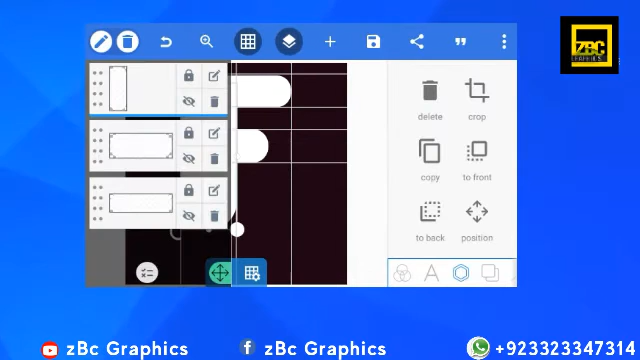 zBC
GRAPHICS
delete
crop
copy
to front
to back
position
zBc Graphics
zBc Graphics
+923323347314